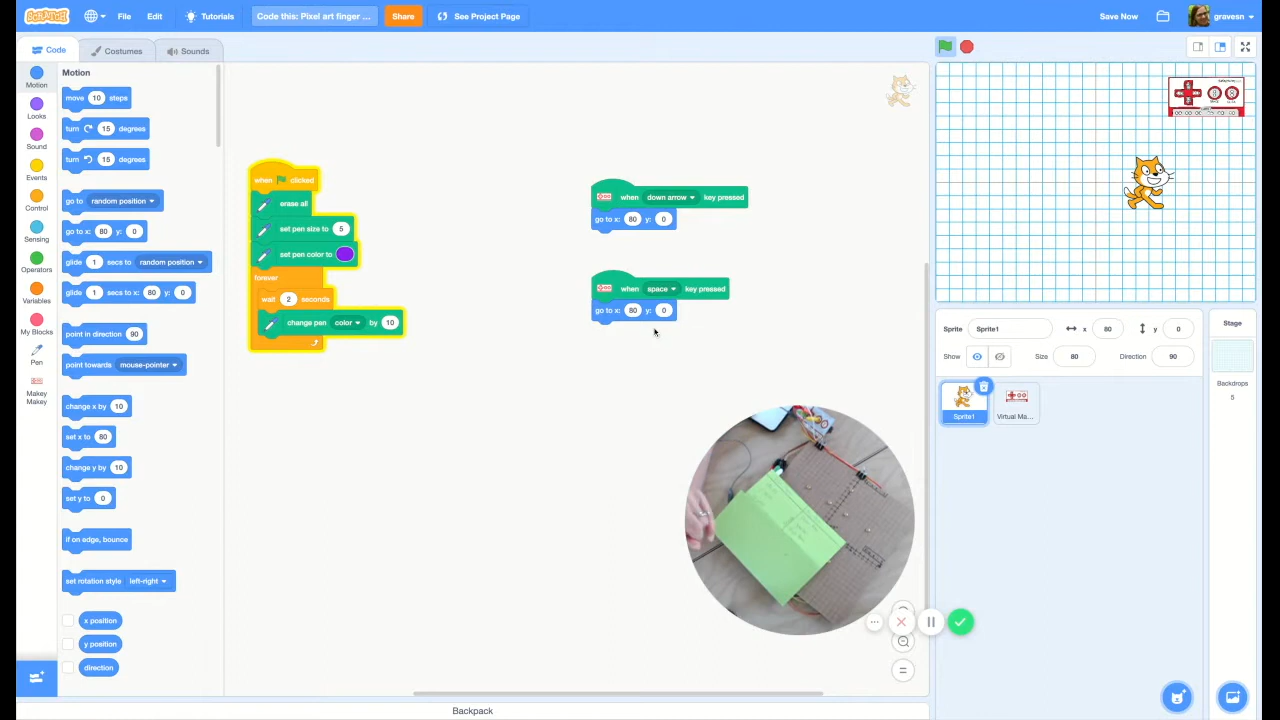 SCRATCH File Edit Tutorials Code this: Pixel art finger ... Share See Project Page Save Now gravesn
Code Costumes Sounds
Motion
Looks
Sound
Events
Control
Sensing
Operators
Variables
My Blocks
Pen
Makey Makey
Motion
move 10 steps
turn 15 degrees
turn 15 degrees
go to random position
go to x: 80 y: 0
glide 1 secs to random position
glide 1 secs to x: 80 y: 0
point in direction 90
point towards mouse-pointer
change x by 10
set x to 80
change y by 10
set y to 0
if on edge, bounce
set rotation style left-right
x position
y position
direction
when clicked
erase all
set pen size to 5
set pen color to
forever
wait 2 seconds
change pen color by 10
when down arrow key pressed
go to x: 80 y: 0
when space key pressed
go to x: 80 y: 0
Sprite Sprite1 x 80 y 0
Show Size 80 Direction 90
Sprite1 Virtual Ma...
Stage
Backdrops
5
Backpack